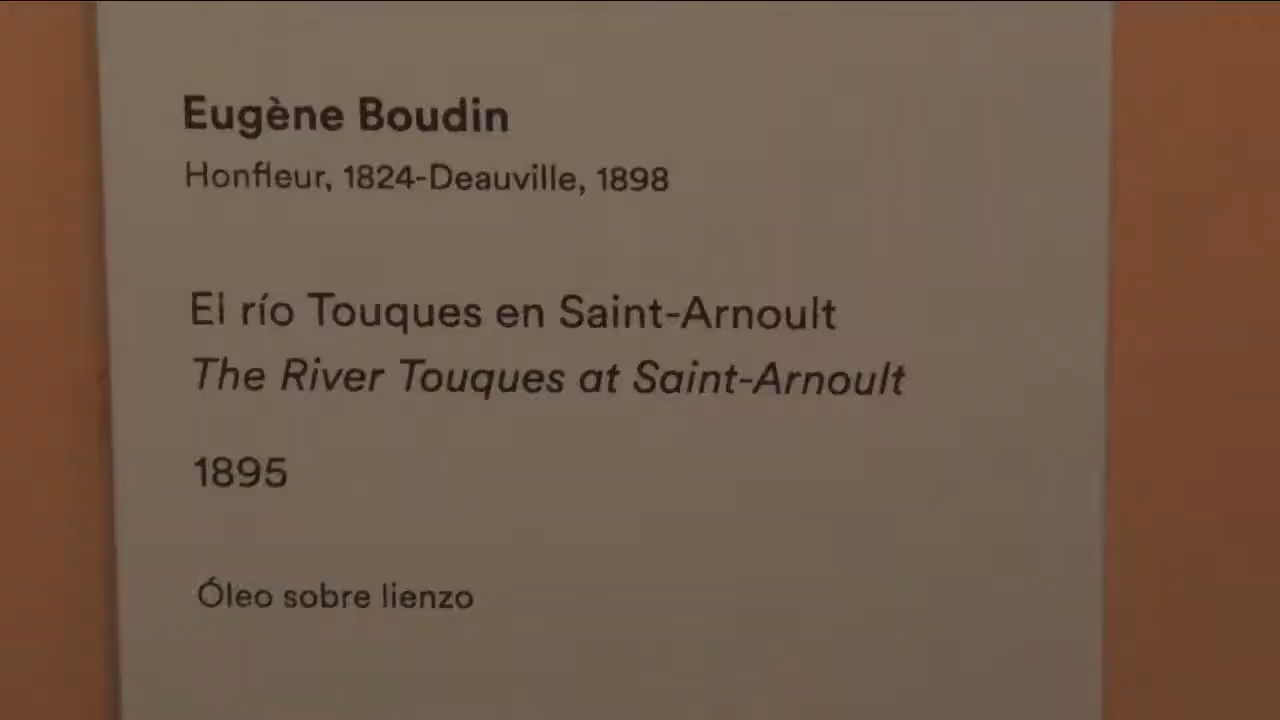 Eugène Boudin
Honfleur, 1824-Deauville, 1898
El río Touques en Saint-Arnoult
The River Touques at Saint-Arnoult
1895
Óleo sobre lienzo